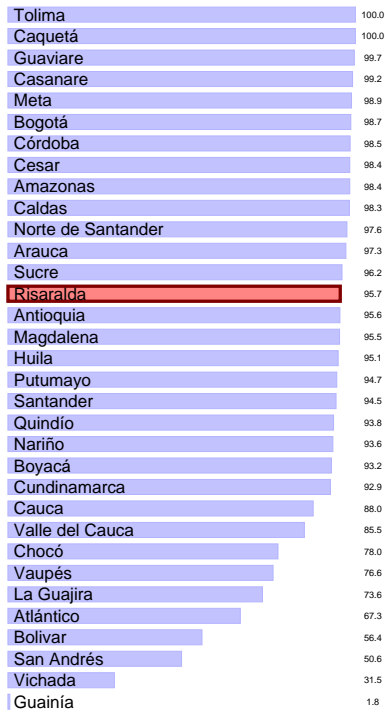 Tolima 100.0
Caquetá 100.0
Guaviare 99.7
Casanare 99.2
Meta 98.9
Bogotá 98.7
Córdoba 98.5
Cesar 98.4
Amazonas 98.4
Caldas 98.3
Norte de Santander 97.6
Arauca 97.3
Sucre 96.2
Risaralda 95.7
Antioquia 95.6
Magdalena 95.5
Huila 95.1
Putumayo 94.7
Santander 94.5
Quindío 93.8
Nariño 93.6
Boyacá 93.2
Cundinamarca 92.9
Cauca 88.0
Valle del Cauca 85.5
Chocó 78.0
Vaupés 76.6
La Guajira 73.6
Atlántico 67.3
Bolivar 56.4
San Andrés 50.6
Vichada 31.5
Guainía 1.8